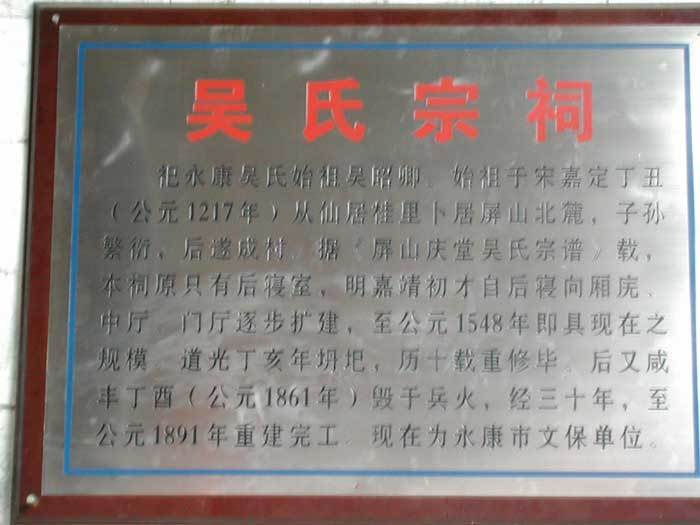 吴氏宗祠
祀永康吴氏始祖吴昭卿。始祖于宋嘉定丁丑
（公元1217年）从仙居桂里卜居屏山北麓，子孙
繁衍，后遂成村。据《屏山庆堂吴氏宗谱》载，
本祠原只有后寝室，明嘉靖初才自后寝向厢庑、
中厅、门厅逐步扩建，至公元1548年即具现在之
规模。道光丁亥年坍圯，历十载重修毕。后又咸
丰丁酉（公元1861年）毁于兵火，经三十年，至
公元1891年重建完工。现在为永康市文保单位。